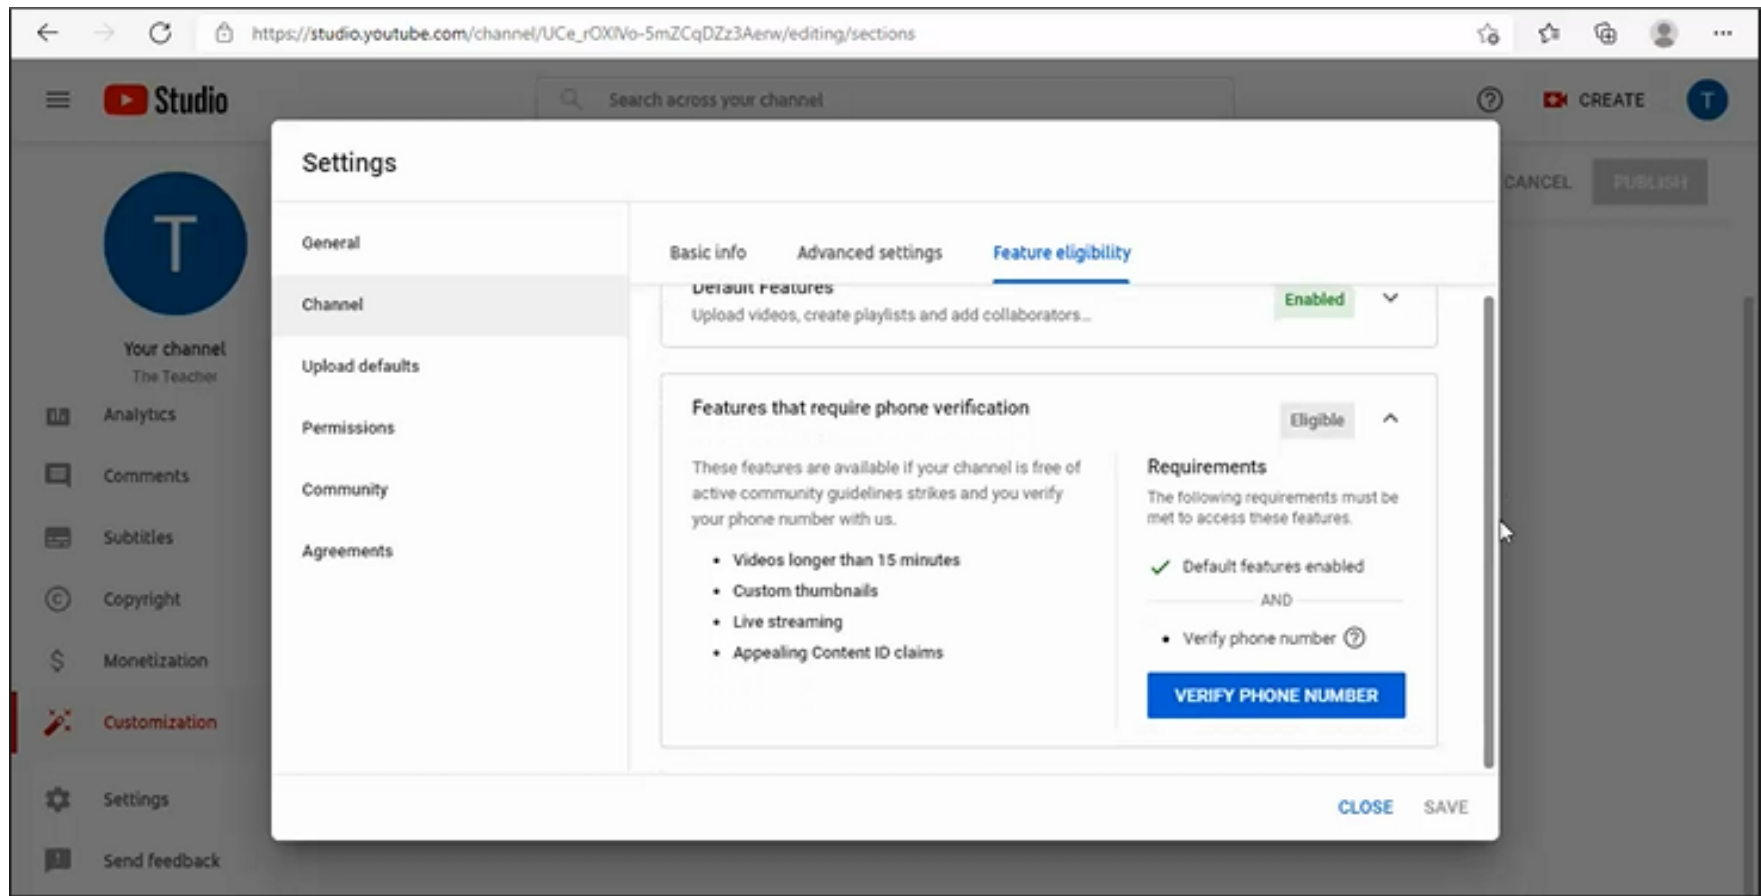 https://studio.youtube.com/channel/UCe_rOXlVo-5mZCqDZz3Aenw/editing/sections
Studio
Search across your channel
CREATE
T
Settings
CANCEL
PUBLISH
T
Your channel
The Teacher
Analytics
Comments
Subtitles
Copyright
Monetization
Customization
Settings
Send feedback
General
Channel
Upload defaults
Permissions
Community
Agreements
Basic info
Advanced settings
Feature eligibility
Default Features
Upload videos, create playlists and add collaborators...
Enabled
Features that require phone verification
Eligible
These features are available if your channel is free of
active community guidelines strikes and you verify
your phone number with us.
• Videos longer than 15 minutes
• Custom thumbnails
• Live streaming
• Appealing Content ID claims
Requirements
The following requirements must be
met to access these features.
Default features enabled
AND
• Verify phone number
VERIFY PHONE NUMBER
CLOSE
SAVE